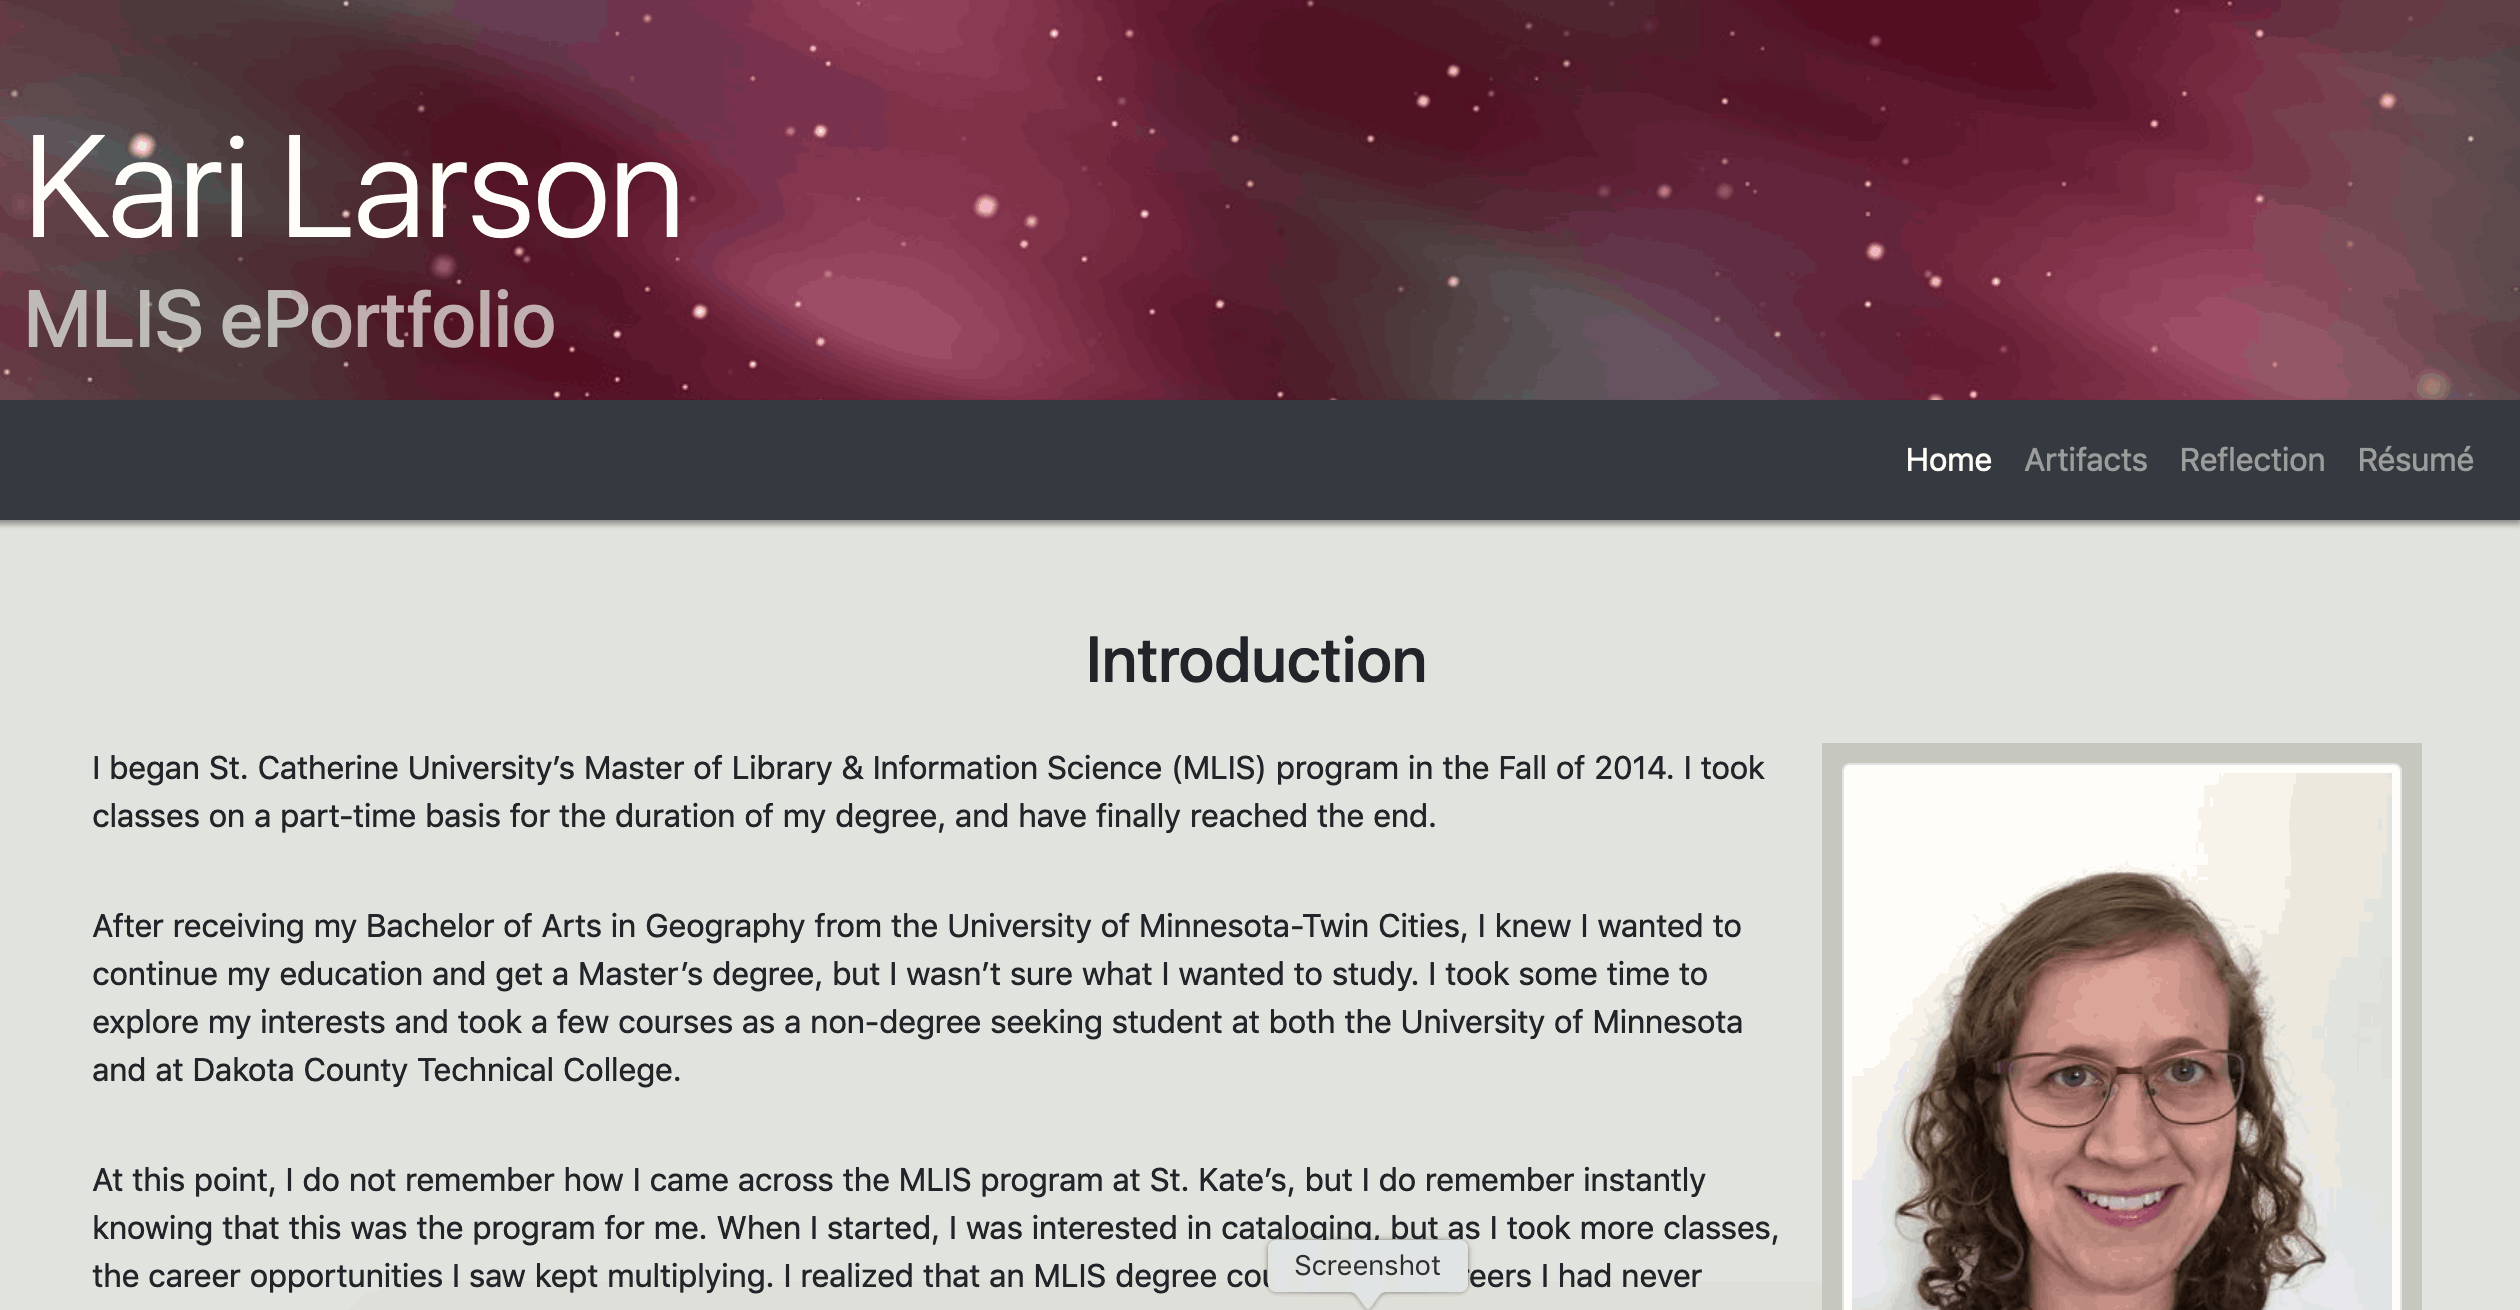 Kari Larson
MLIS ePortfolio
Home Artifacts Reflection Résumé
Introduction
I began St. Catherine University’s Master of Library & Information Science (MLIS) program in the Fall of 2014. I took
classes on a part-time basis for the duration of my degree, and have finally reached the end.
After receiving my Bachelor of Arts in Geography from the University of Minnesota-Twin Cities, I knew I wanted to
continue my education and get a Master’s degree, but I wasn’t sure what I wanted to study. I took some time to
explore my interests and took a few courses as a non-degree seeking student at both the University of Minnesota
and at Dakota County Technical College.
At this point, I do not remember how I came across the MLIS program at St. Kate’s, but I do remember instantly
knowing that this was the program for me. When I started, I was interested in cataloging, but as I took more classes,
the career opportunities I saw kept multiplying. I realized that an MLIS degree I had never
Screenshot